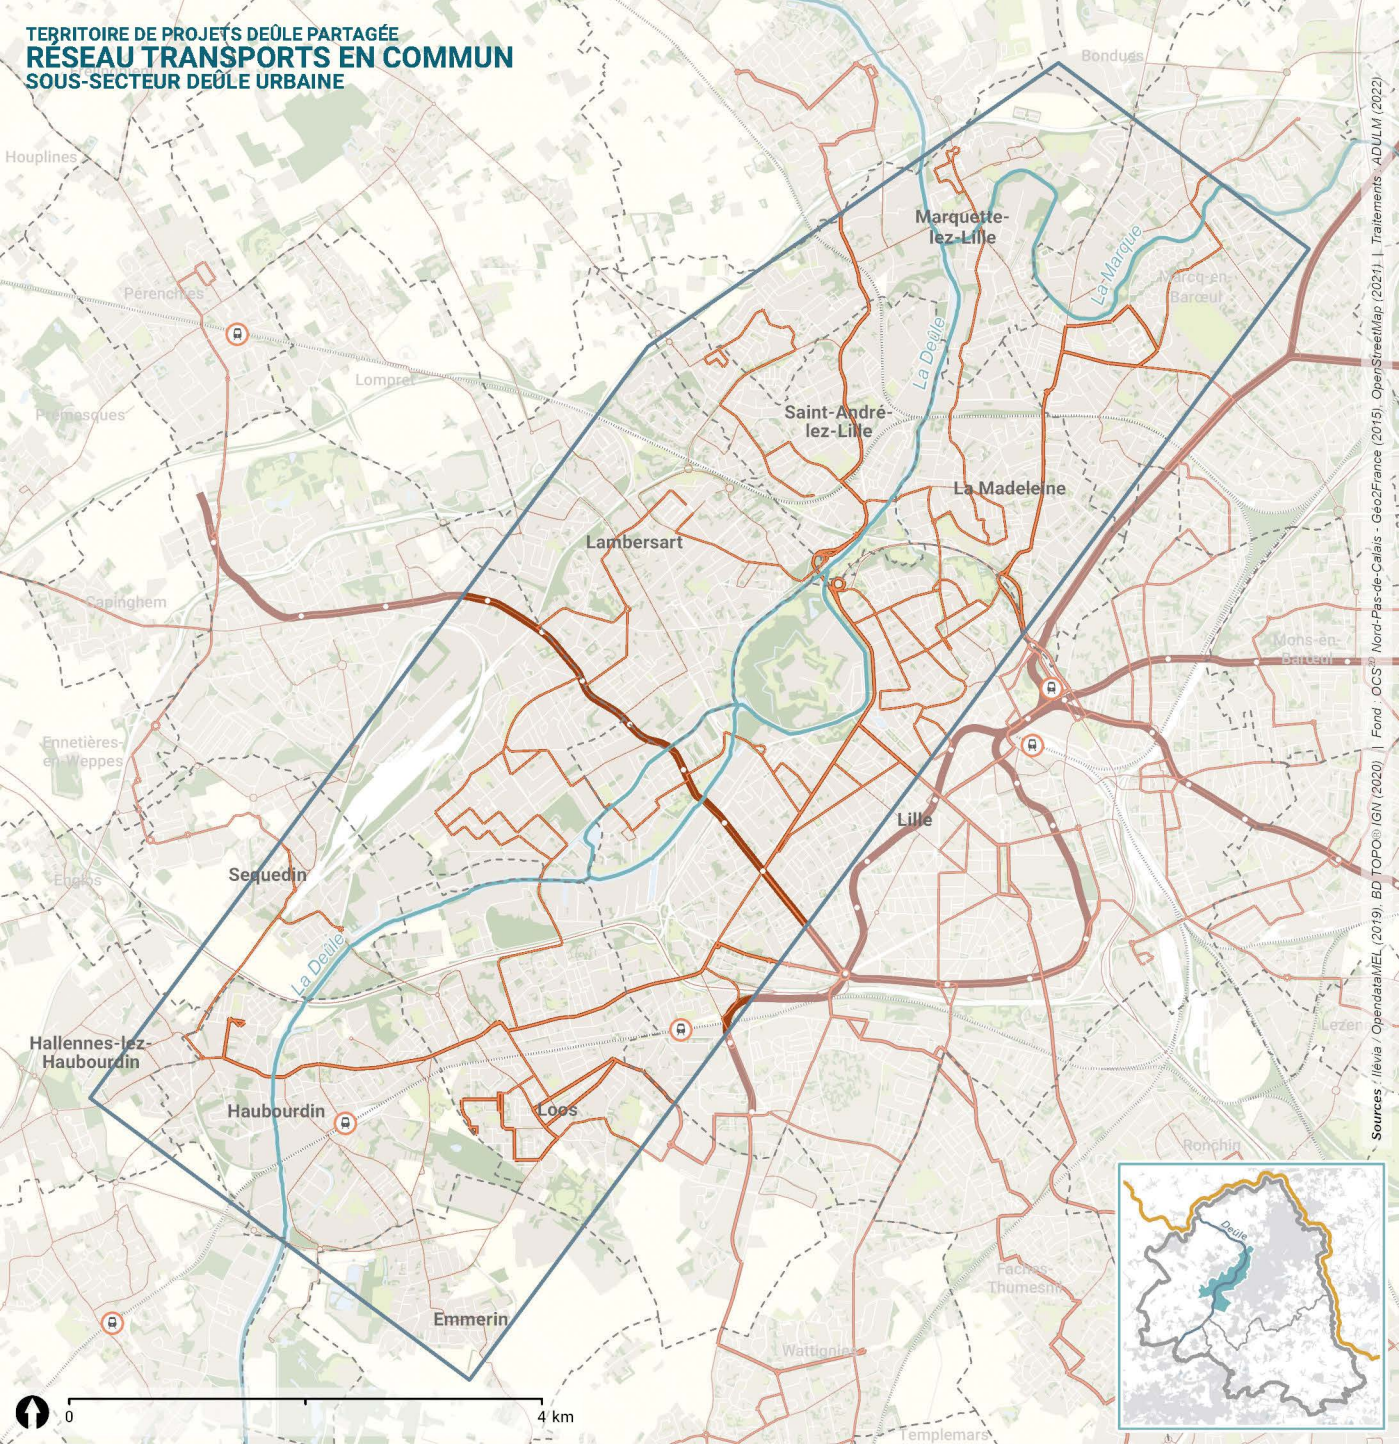 TERRITOIRE DE PROJETS DEÛLE PARTAGÉE
RÉSEAU TRANSPORTS EN COMMUN
SOUS-SECTEUR DEÛLE URBAINE
Bondues
Houplines
Marquette-
lez-Lille
La Marque
Marcq-en-
Barœul
Pérenchies
La Deûle
Lompret
Prémesques
Saint-André-
lez-Lille
La Madeleine
Lambersart
Capinghem
Mons-en-
Barœul
Ennetières-
en-Weppes
Lille
Sequedin
Englos
La Deûle
Hallennes-lez-
Haubourdin
Lezen
Haubourdin
Loos
Ronchin
Faches-
Thumesnil
Emmerin
Wattignies
Templemars
0
4 km
Deûle
Sources : Ilévia / OpendataMEL (2019), BD TOPO® IGN (2020) | Fond : OCS²ᴰ Nord-Pas-de-Calais - Géo2France (2015), OpenStreetMap (2021) | Traitements : ADULM (2022)